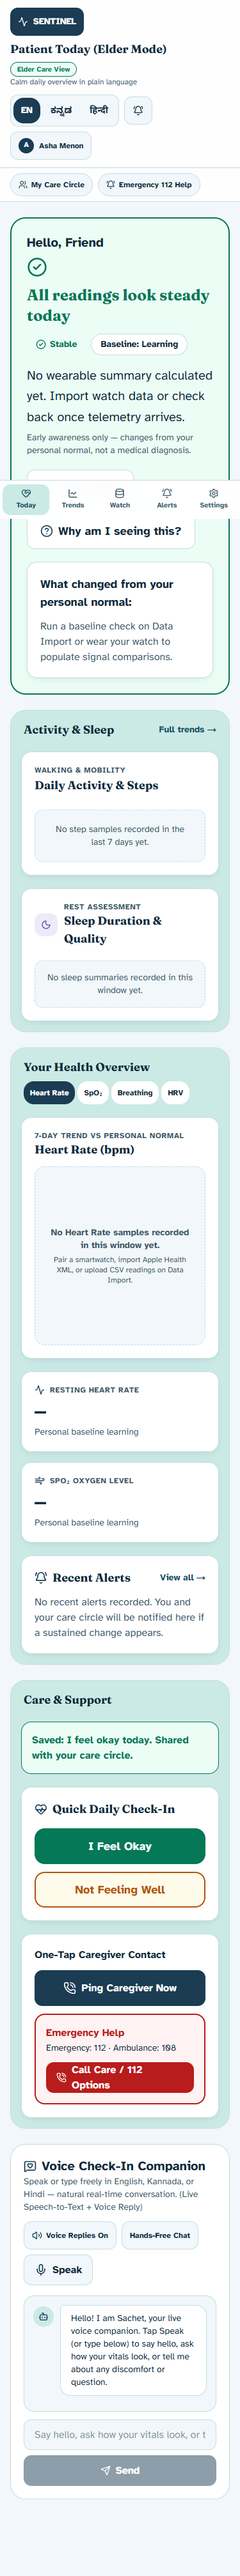 SENTINEL
Patient Today (Elder Mode)
Elder Care View
Calm daily overview in plain language
EN ಕನ್ನಡ हिन्दी
A Asha Menon
My Care Circle Emergency 112 Help
Hello, Friend
All readings look steady
today
Stable Baseline: Learning
No wearable summary calculated
yet. Import watch data or check
back once telemetry arrives.
Early awareness only — changes from your
personal normal, not a medical diagnosis.
Today Trends Watch Alerts Settings
Why am I seeing this?
What changed from your
personal normal:
Run a baseline check on Data
Import or wear your watch to
populate signal comparisons.
Activity & Sleep Full trends →
WALKING & MOBILITY
Daily Activity & Steps
No step samples recorded in the
last 7 days yet.
REST ASSESSMENT
Sleep Duration &
Quality
No sleep summaries recorded in this
window yet.
Your Health Overview
Heart Rate SpO₂ Breathing HRV
7-DAY TREND VS PERSONAL NORMAL
Heart Rate (bpm)
No Heart Rate samples recorded
in this window yet.
Pair a smartwatch, import Apple Health
XML, or upload CSV readings on Data
Import.
RESTING HEART RATE
—
Personal baseline learning
SPO₂ OXYGEN LEVEL
—
Personal baseline learning
Recent Alerts View all →
No recent alerts recorded. You and
your care circle will be notified here if
a sustained change appears.
Care & Support
Saved: I feel okay today. Shared
with your care circle.
Quick Daily Check-In
I Feel Okay
Not Feeling Well
One-Tap Caregiver Contact
Ping Caregiver Now
Emergency Help
Emergency: 112 · Ambulance: 108
Call Care / 112
Options
Voice Check-In Companion
Speak or type freely in English, Kannada, or
Hindi — natural real-time conversation. (Live
Speech-to-Text + Voice Reply)
Voice Replies On Hands-Free Chat
Speak
Hello! I am Sachet, your live
voice companion. Tap Speak
(or type below) to say hello, ask
how your vitals look, or tell me
about any discomfort or
question.
Say hello, ask how your vitals look, or t
Send